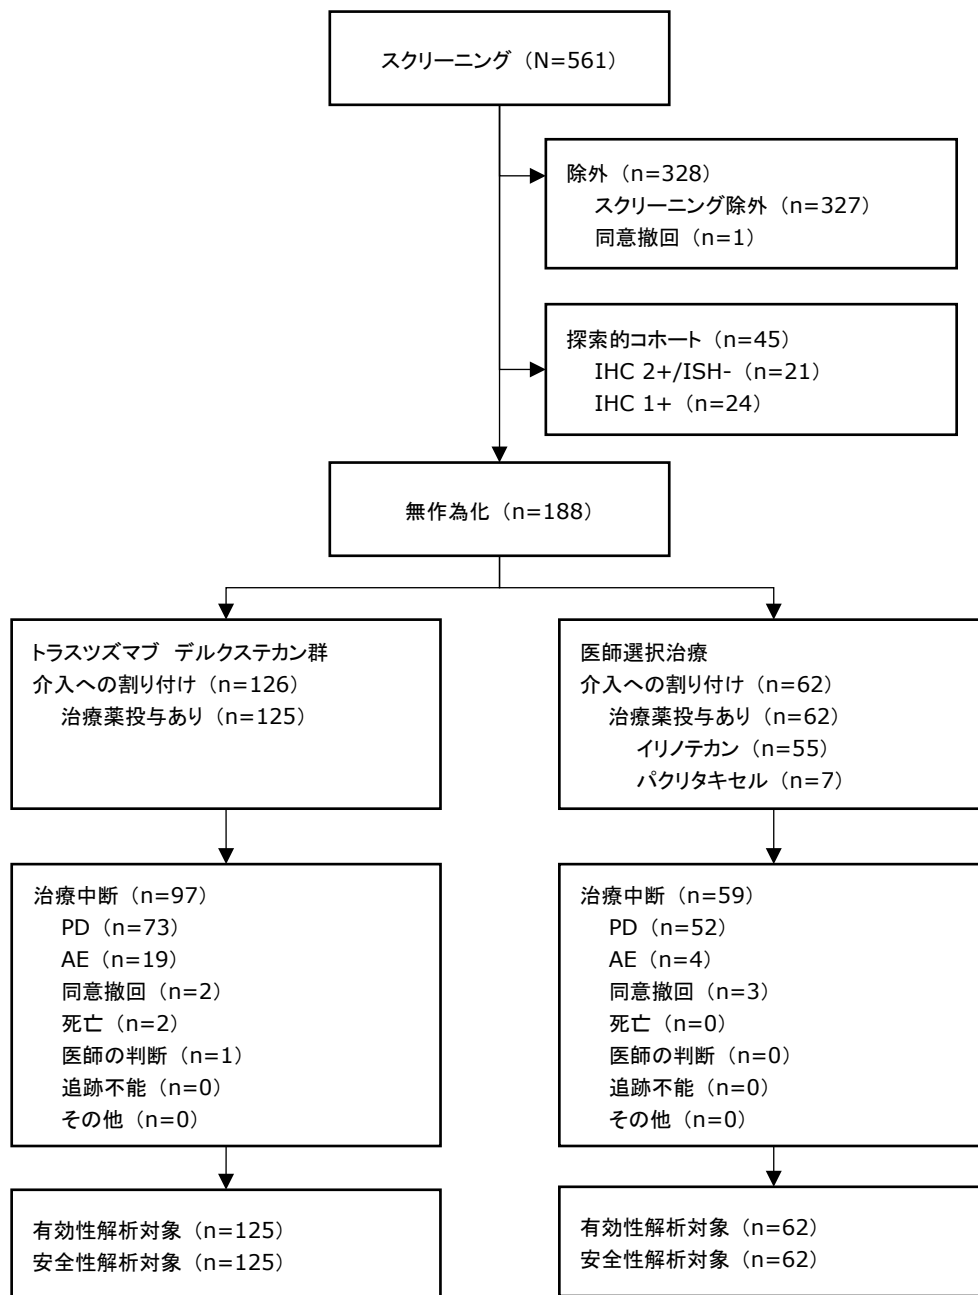 スクリーニング（N=561）
除外（n=328）
スクリーニング除外（n=327）
同意撤回（n=1）
探索的コホート（n=45）
IHC 2+/ISH-（n=21）
IHC 1+（n=24）
無作為化（n=188）
トラスツズマブ デルクステカン群
介入への割り付け（n=126）
治療薬投与あり（n=125）
医師選択治療
介入への割り付け（n=62）
治療薬投与あり（n=62）
イリノテカン（n=55）
パクリタキセル（n=7）
治療中断（n=97）
PD（n=73）
AE（n=19）
同意撤回（n=2）
死亡（n=2）
医師の判断（n=1）
追跡不能（n=0）
その他（n=0）
治療中断（n=59）
PD（n=52）
AE（n=4）
同意撤回（n=3）
死亡（n=0）
医師の判断（n=0）
追跡不能（n=0）
その他（n=0）
有効性解析対象（n=125）
安全性解析対象（n=125）
有効性解析対象（n=62）
安全性解析対象（n=62）